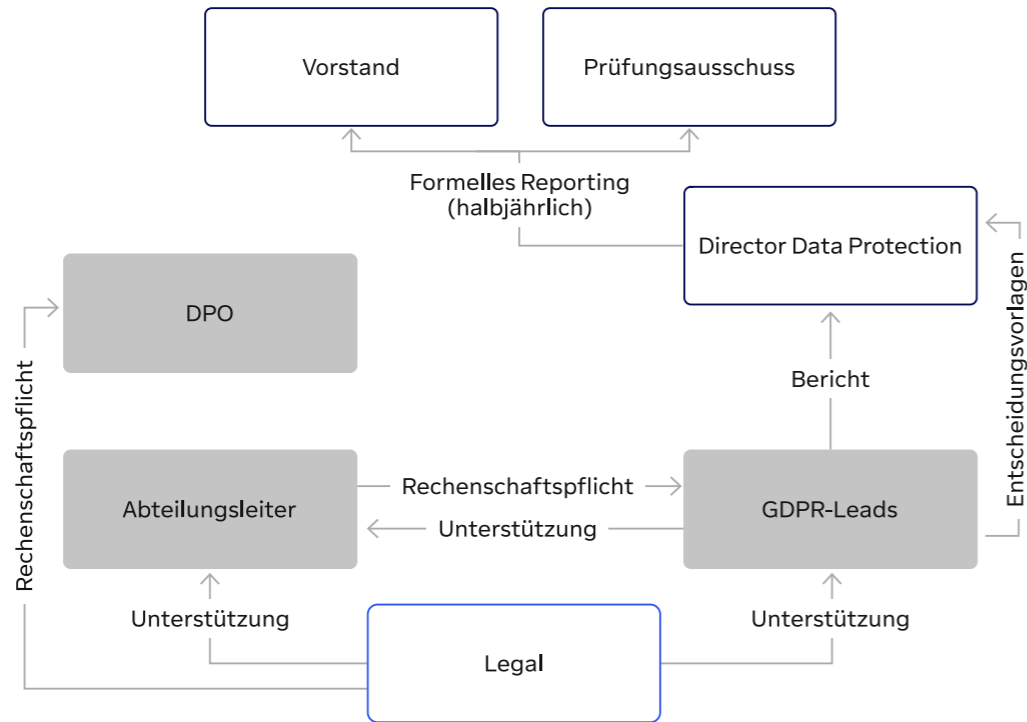 Vorstand
Prüfungsausschuss
Formelles Reporting
(halbjährlich)
Director Data Protection
DPO
Rechenschaftspflicht
Bericht
Entscheidungsvorlagen
Abteilungsleiter
Rechenschaftspflicht
Unterstützung
GDPR-Leads
Unterstützung
Legal
Unterstützung